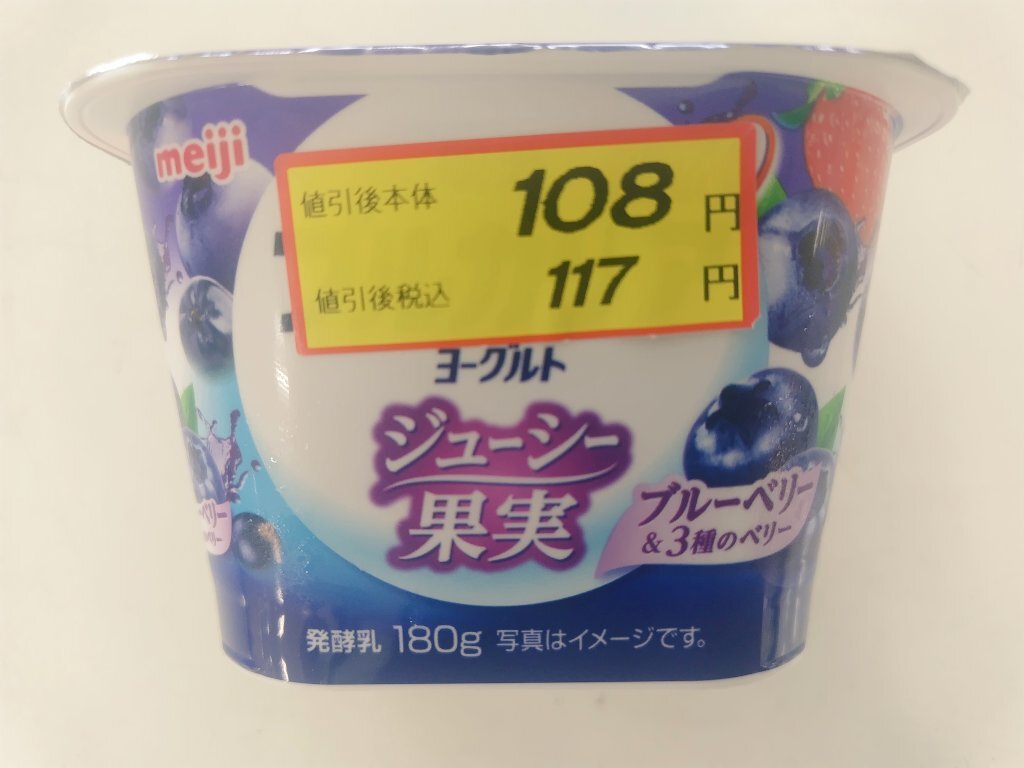 meiji
値引後本体 108 円
値引後税込 117 円
ヨーグルト
ジューシー
果実
ブルーベリー
&3種のベリー
発酵乳 180g 写真はイメージです。